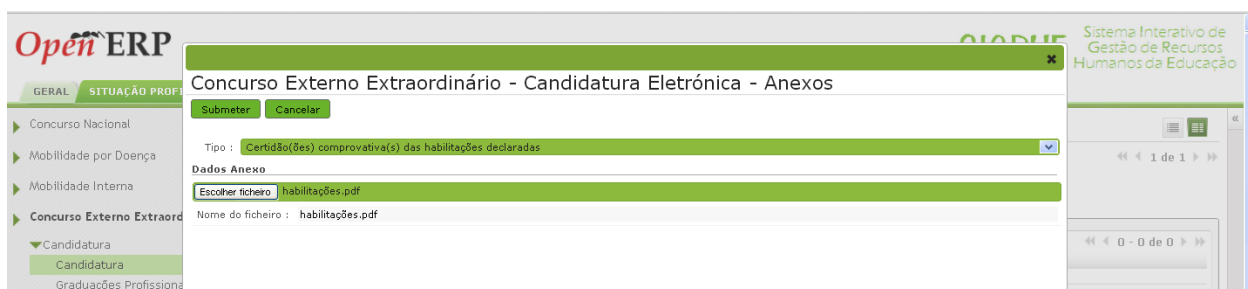 Open ERP
Sistema Interativo de
Gestão de Recursos
Humanos da Educação
GERAL
SITUAÇÃO PROFI
Concurso Nacional
Mobilidade por Doença
Mobilidade Interna
Concurso Externo Extraord
Candidatura
Candidatura
Graduações Profissiona
Concurso Externo Extraordinário - Candidatura Eletrónica - Anexos
Submeter Cancelar
Tipo : Certidão(ões) comprovativa(s) das habilitações declaradas
Dados Anexo
Escolher ficheiro habilitações.pdf
Nome do ficheiro : habilitações.pdf
1 de 1
0 - 0 de 0